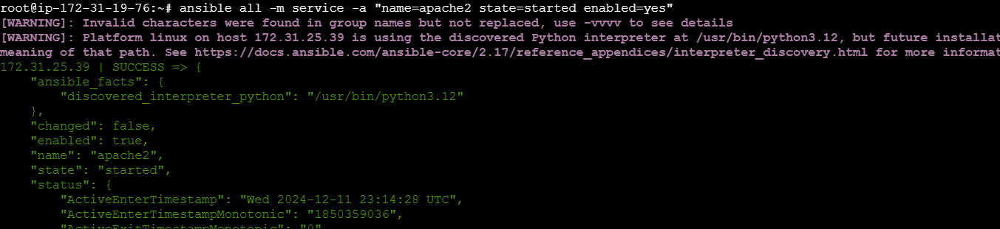 root@ip-172-31-19-76:~# ansible all -m service -a "name=apache2 state=started enabled=yes"
[WARNING]: Invalid characters were found in group names but not replaced, use -vvvv to see details
[WARNING]: Platform linux on host 172.31.25.39 is using the discovered Python interpreter at /usr/bin/python3.12, but future installat
meaning of that path. See https://docs.ansible.com/ansible-core/2.17/reference_appendices/interpreter_discovery.html for more informat
172.31.25.39 | SUCCESS => {
    "ansible_facts": {
        "discovered_interpreter_python": "/usr/bin/python3.12"
    },
    "changed": false,
    "enabled": true,
    "name": "apache2",
    "state": "started",
    "status": {
        "ActiveEnterTimestamp": "Wed 2024-12-11 23:14:28 UTC",
        "ActiveEnterTimestampMonotonic": "1850359036",
        "ActiveExitTimestampMonotonic": "0"